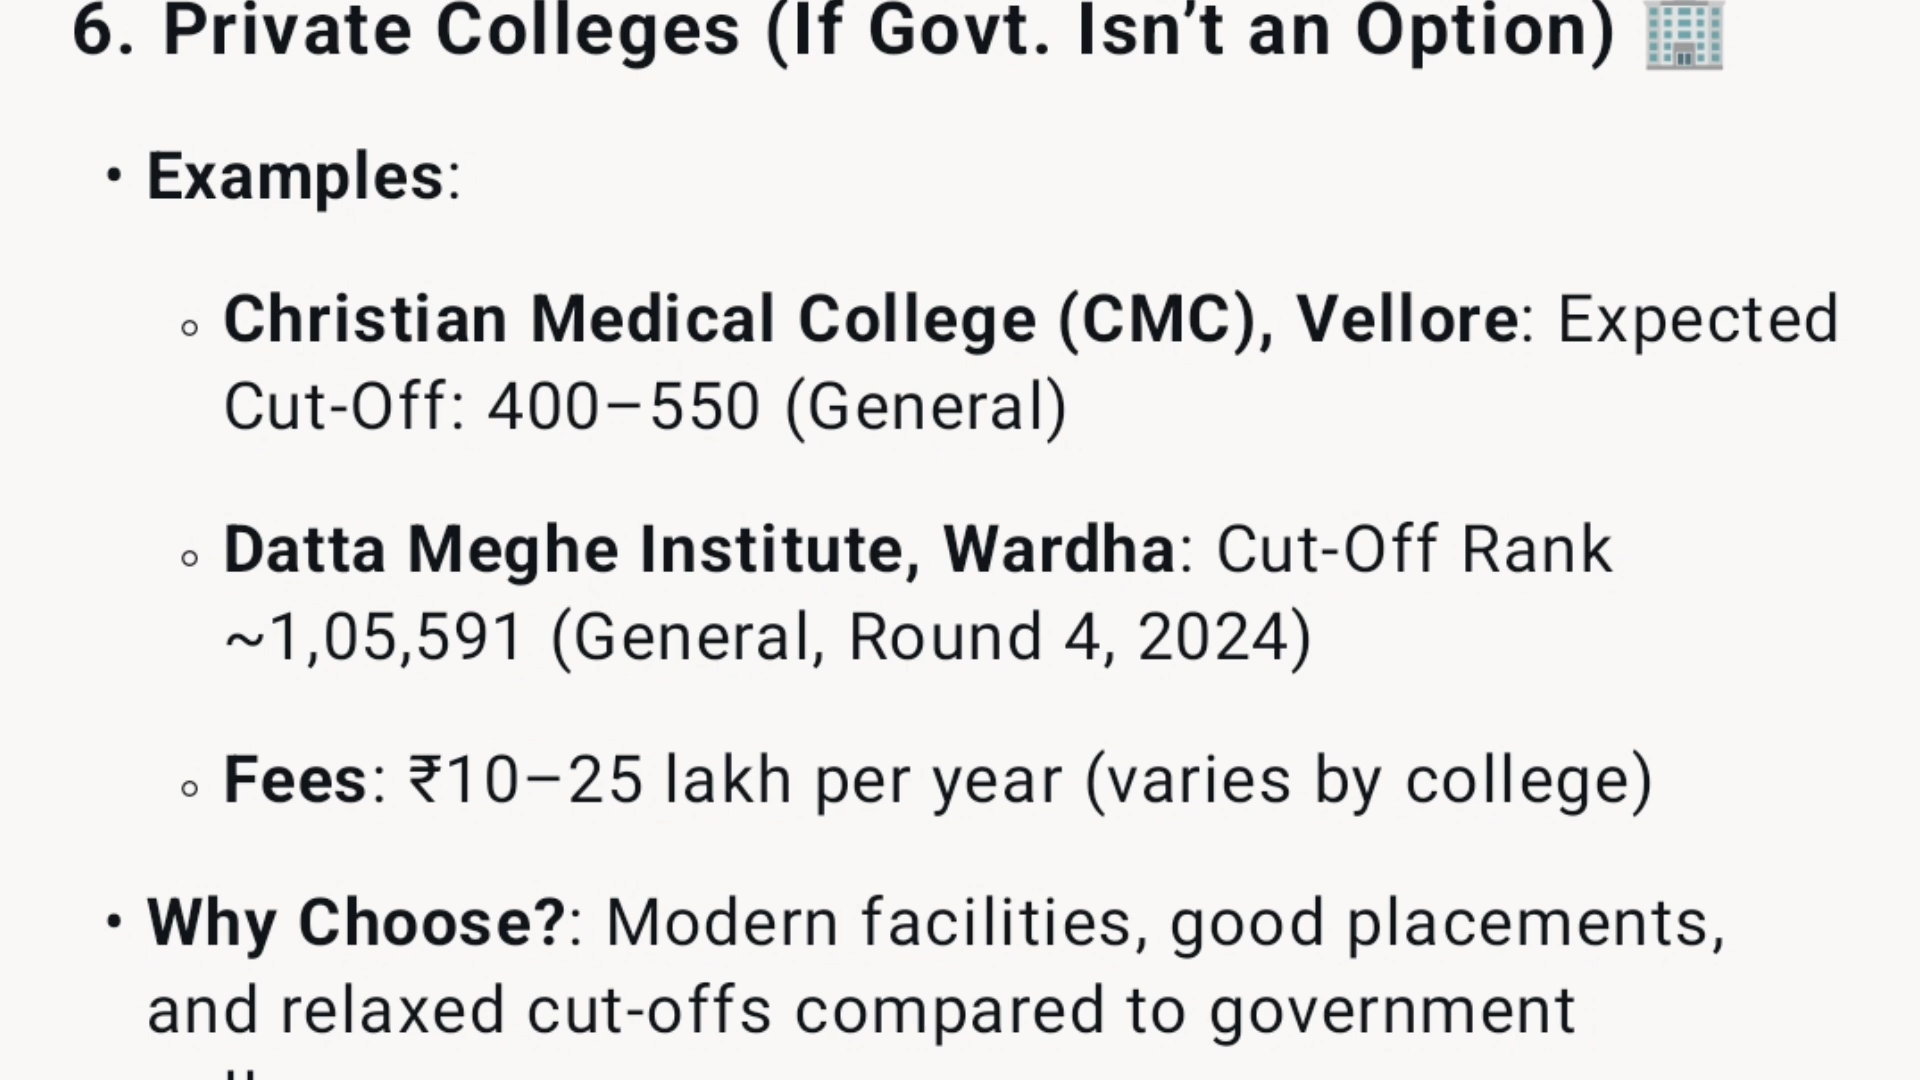 6. Private Colleges (If Govt. Isn’t an Option) 🏢
• Examples:
◦ Christian Medical College (CMC), Vellore: Expected
Cut-Off: 400–550 (General)
◦ Datta Meghe Institute, Wardha: Cut-Off Rank
~1,05,591 (General, Round 4, 2024)
◦ Fees: ₹10–25 lakh per year (varies by college)
• Why Choose?: Modern facilities, good placements,
and relaxed cut-offs compared to government